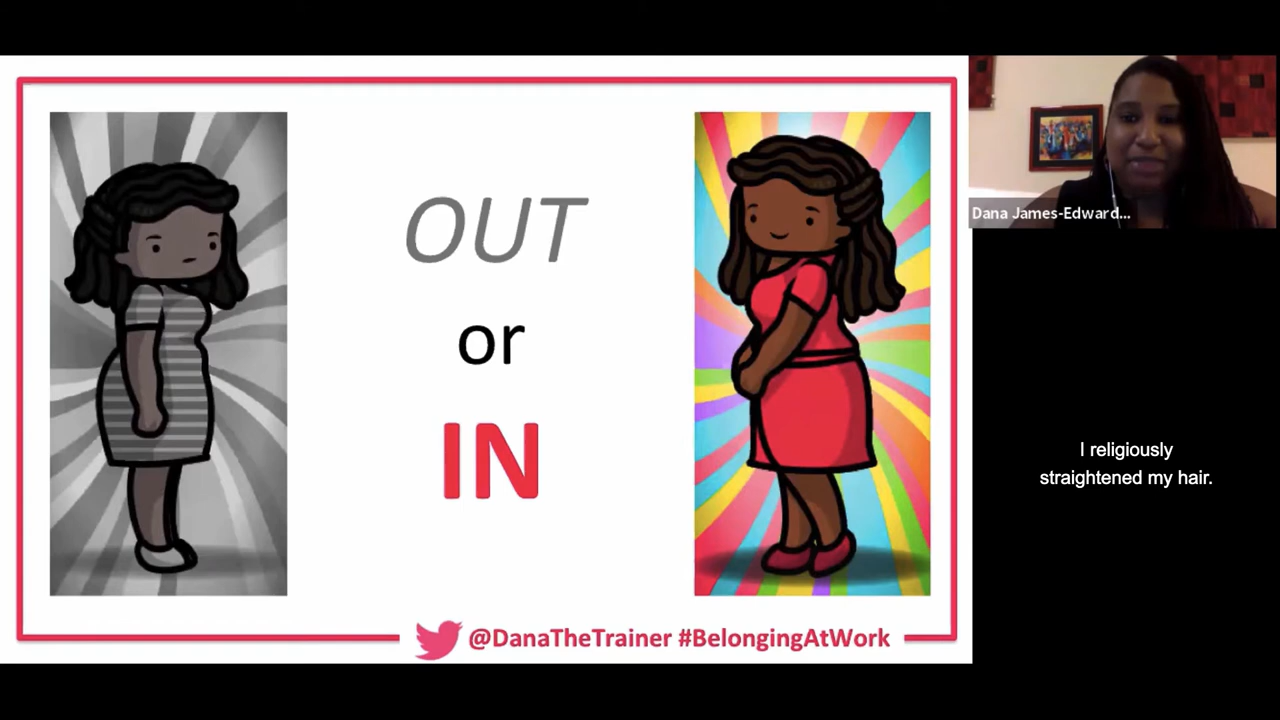 OUT
or
IN
@DanaTheTrainer #BelongingAtWork
Dana James-Edward...
I religiously
straightened my hair.